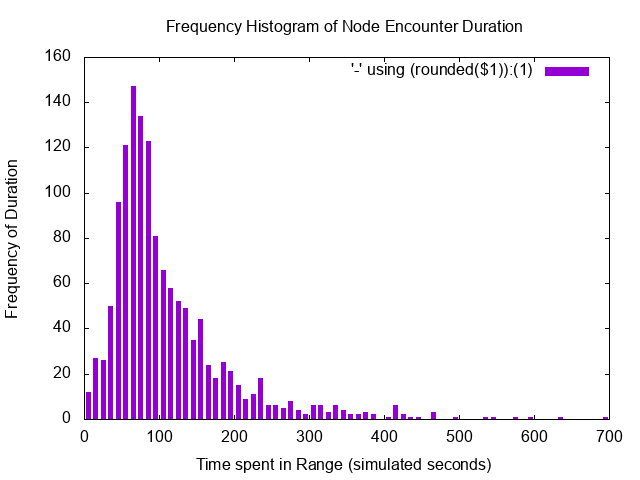 Frequency Histogram of Node Encounter Duration
'-' using (rounded($1)):(1)
160
140
120
100
80
60
40
20
0
Frequency of Duration
0 100 200 300 400 500 600 700
Time spent in Range (simulated seconds)